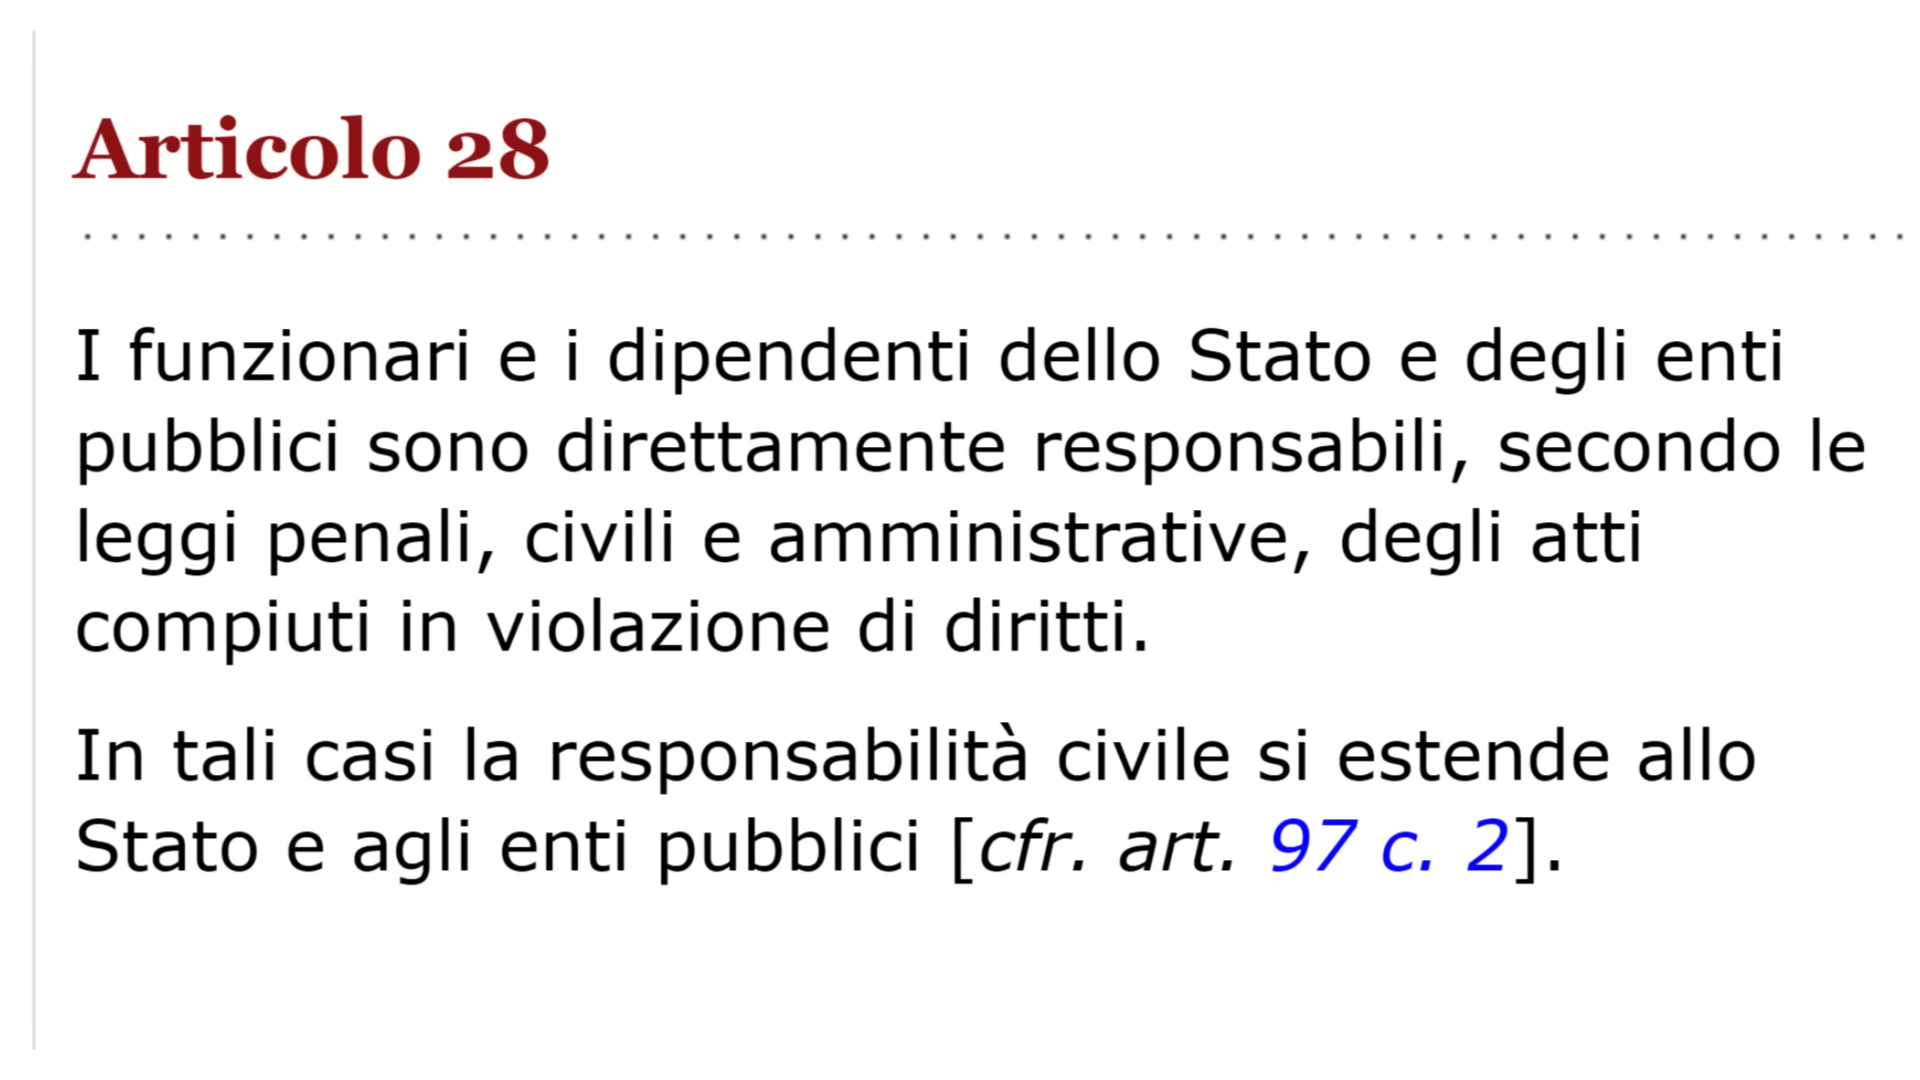 Articolo 28
I funzionari e i dipendenti dello Stato e degli enti
pubblici sono direttamente responsabili, secondo le
leggi penali, civili e amministrative, degli atti
compiuti in violazione di diritti.
In tali casi la responsabilità civile si estende allo
Stato e agli enti pubblici [cfr. art. 97 c. 2].